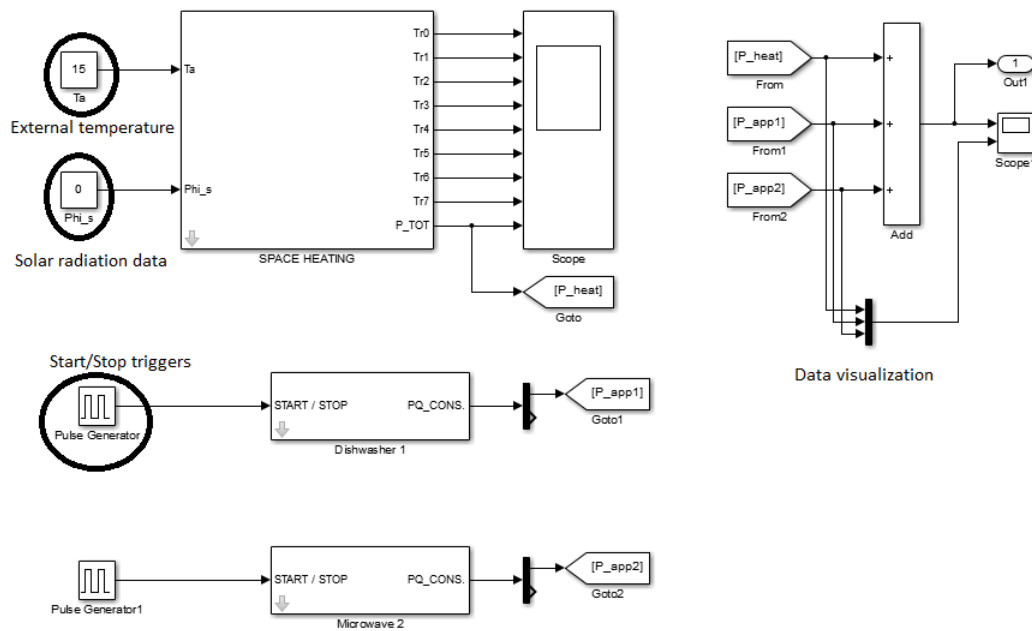 15
Ta
External temperature
0
Phi_s
Solar radiation data
Ta
Phi_s
Tr0
Tr1
Tr2
Tr3
Tr4
Tr5
Tr6
Tr7
P_TOT
SPACE HEATING
Scope
[P_heat]
Goto
[P_heat]
From
[P_app1]
From1
[P_app2]
From2
+
+
+
Add
1
Out1
Scope1
Data visualization
Start/Stop triggers
Pulse Generator
START / STOP
PQ_CONS.
Dishwasher 1
[P_app1]
Goto1
Pulse Generator1
START / STOP
PQ_CONS.
Microwave 2
[P_app2]
Goto2